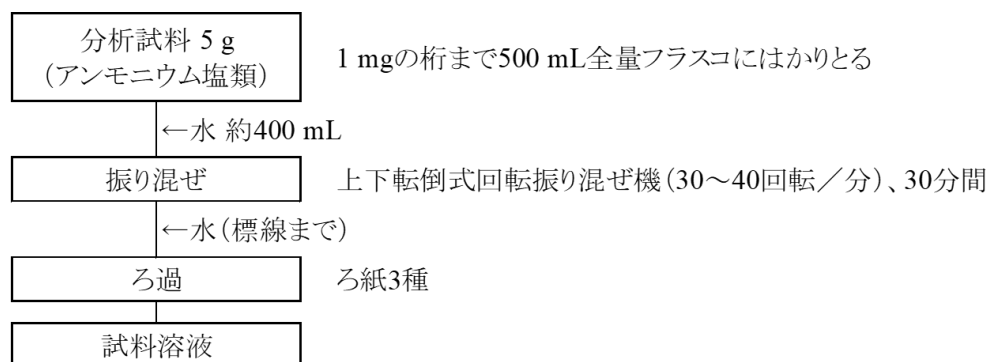 分析試料 5 g
（アンモニウム塩類）
1 mgの桁まで500 mL全量フラスコにはかりとる
←水 約400 mL
振り混ぜ
上下転倒式回転振り混ぜ機（30～40回転／分）、30分間
←水（標線まで）
ろ過
ろ紙3種
試料溶液